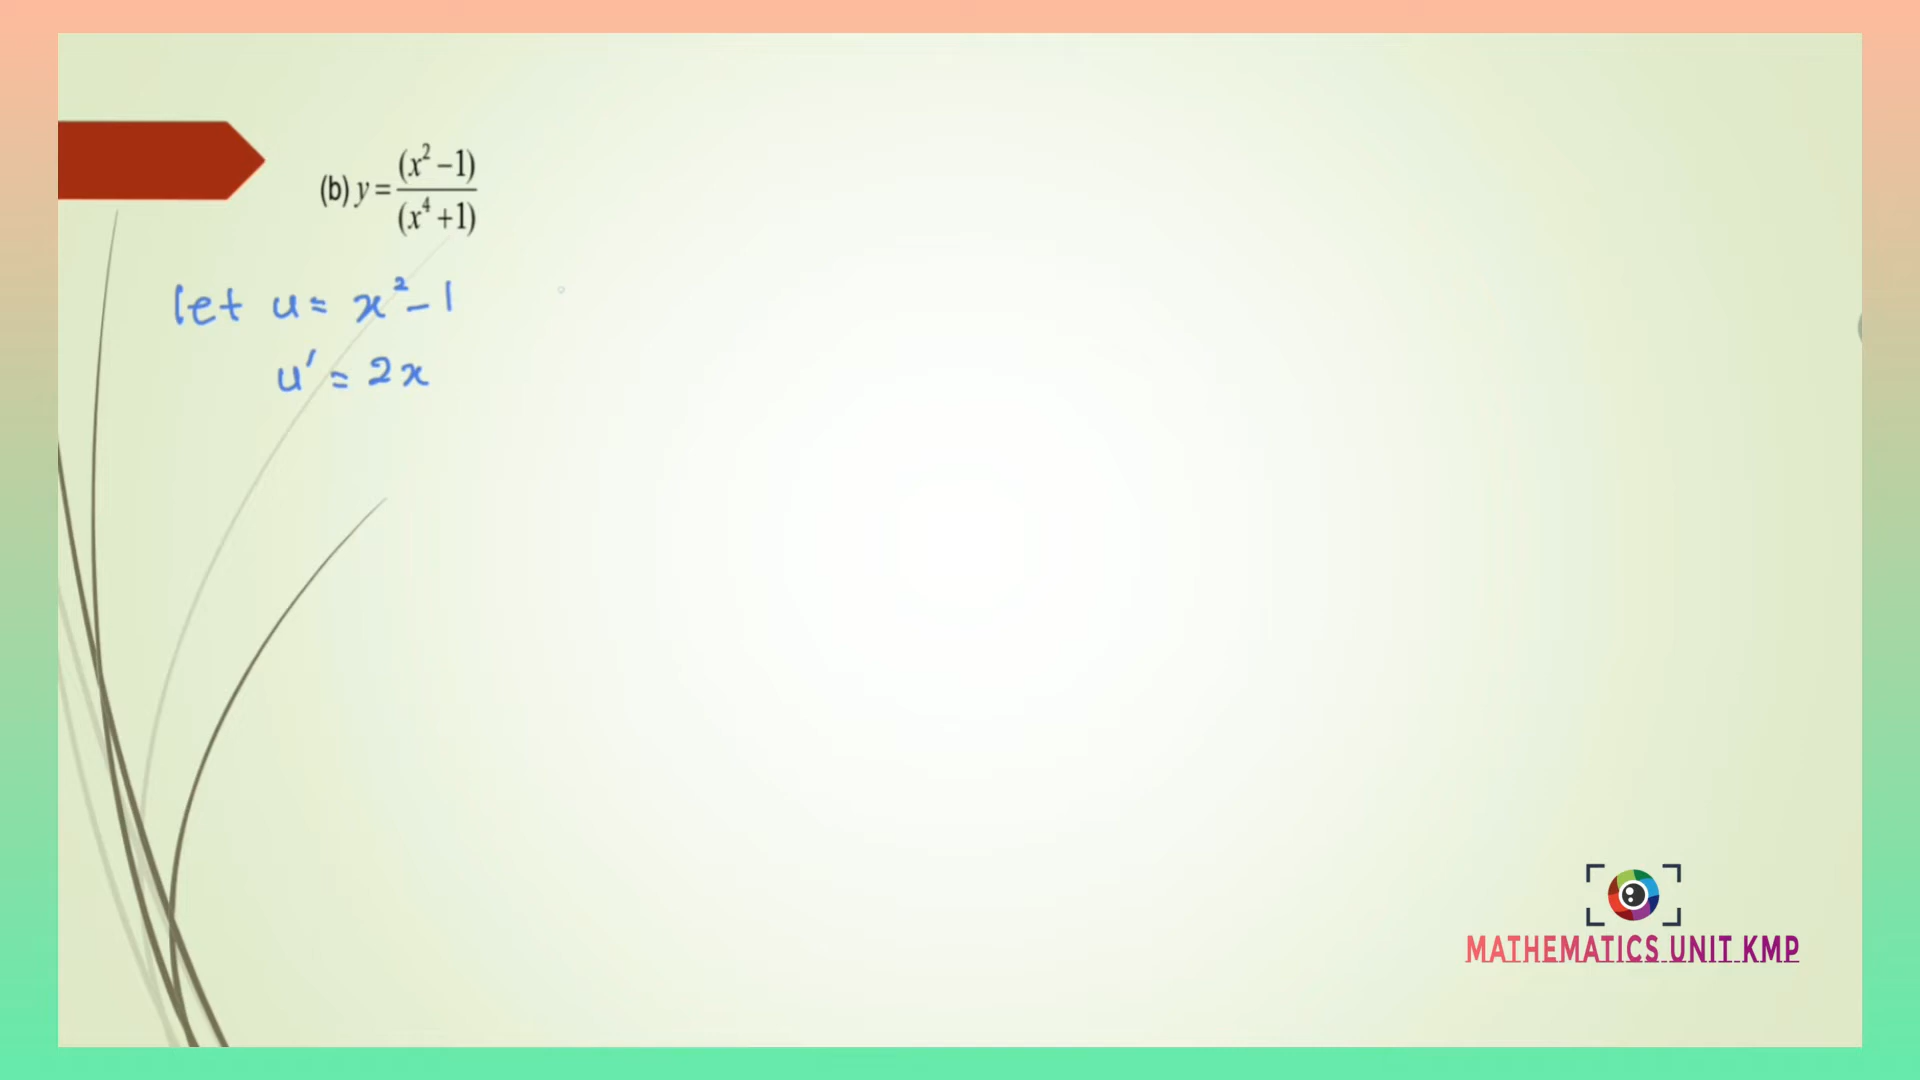 (b) y = (x² −1) / (x⁴ +1)
let u = x² - 1
u′ = 2x
MATHEMATICS UNIT KMP